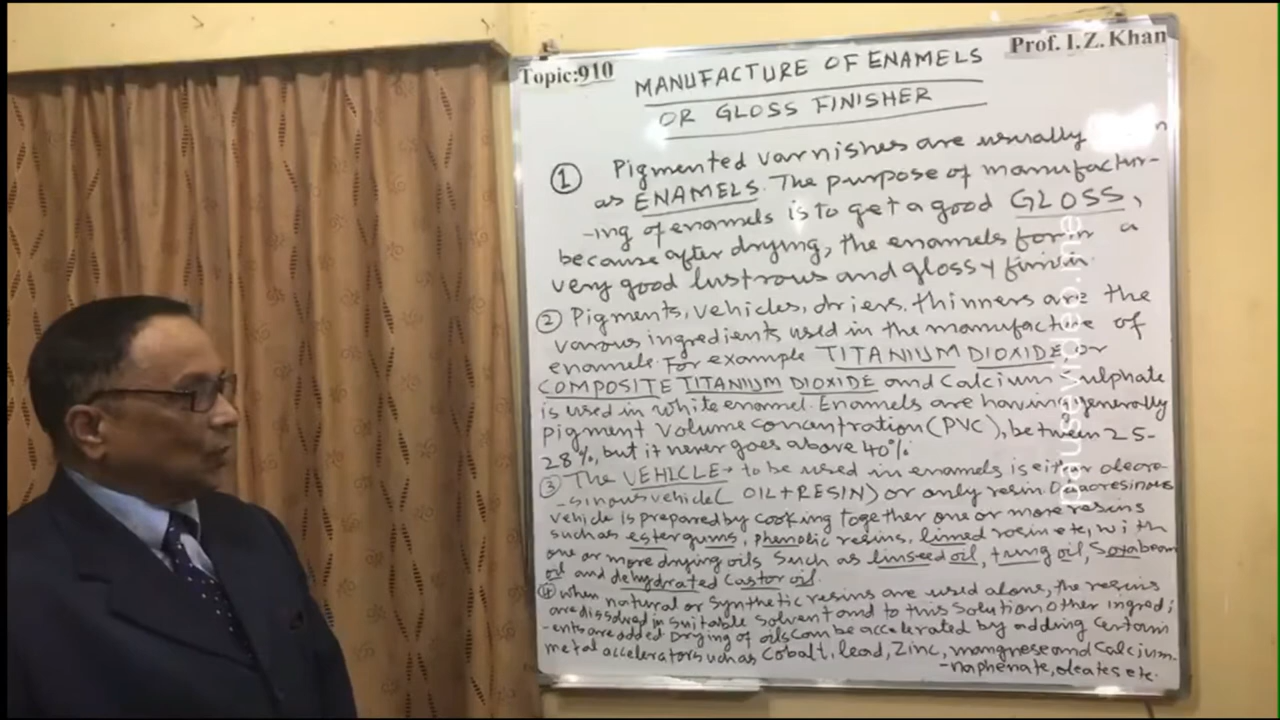 Topic:910
Prof. I.Z. Khan
MANUFACTURE OF ENAMELS
OR GLOSS FINISHER
① Pigmented varnishes are usually n
as ENAMELS. The purpose of manufactur-
-ing of enamels is to get a good GLOSS,
because after drying, the enamels form a
very good lustrous and glossy finish.
② Pigments, vehicles, driers, thinners are the
various ingredients used in the manufacture of
enamels. For example TITANIUM DIOXIDE, or
COMPOSITE TITANIUM DIOXIDE and Calcium Sulphate
is used in white enamel. Enamels are having generally
pigment volume concentration (PVC), between 25-
28%, but it never goes above 40%.
③ The VEHICLE → to be used in enamels is either oleore-
-sinous vehicle (OIL+RESIN) or only resin. Oleoresinous
vehicle is prepared by cooking together one or more resins
such as ester gums, phenolic resins, limed rosin etc, with
one or more drying oils such as linseed oil, tung oil, Soyabean
oil and dehydrated castor oil.
④ When natural or synthetic resins are used alone, the resins
are dissolved in suitable solvent and to this solution other ingredi
-ents are added. Drying of oils can be accelerated by adding certain
metal accelerators such as Cobalt, lead, Zinc, mangnese and Calcium-
-naphenate, oleates etc.
pausevideo.me